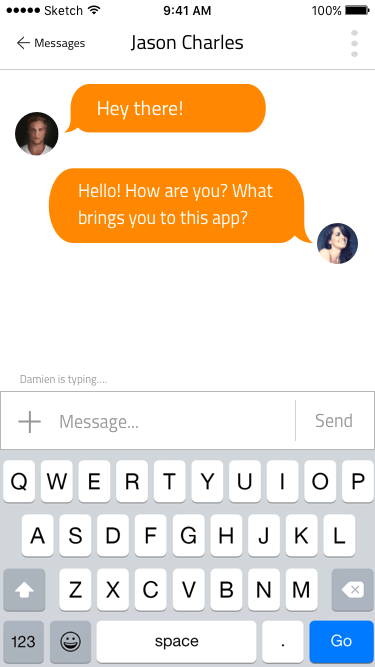 Sketch 9:41 AM 100%
Messages Jason Charles
Hey there!
Hello! How are you? What
brings you to this app?
Damien is typing....
Message... Send
Q W E R T Y U I O P
A S D F G H J K L
Z X C V B N M
123 space . Go